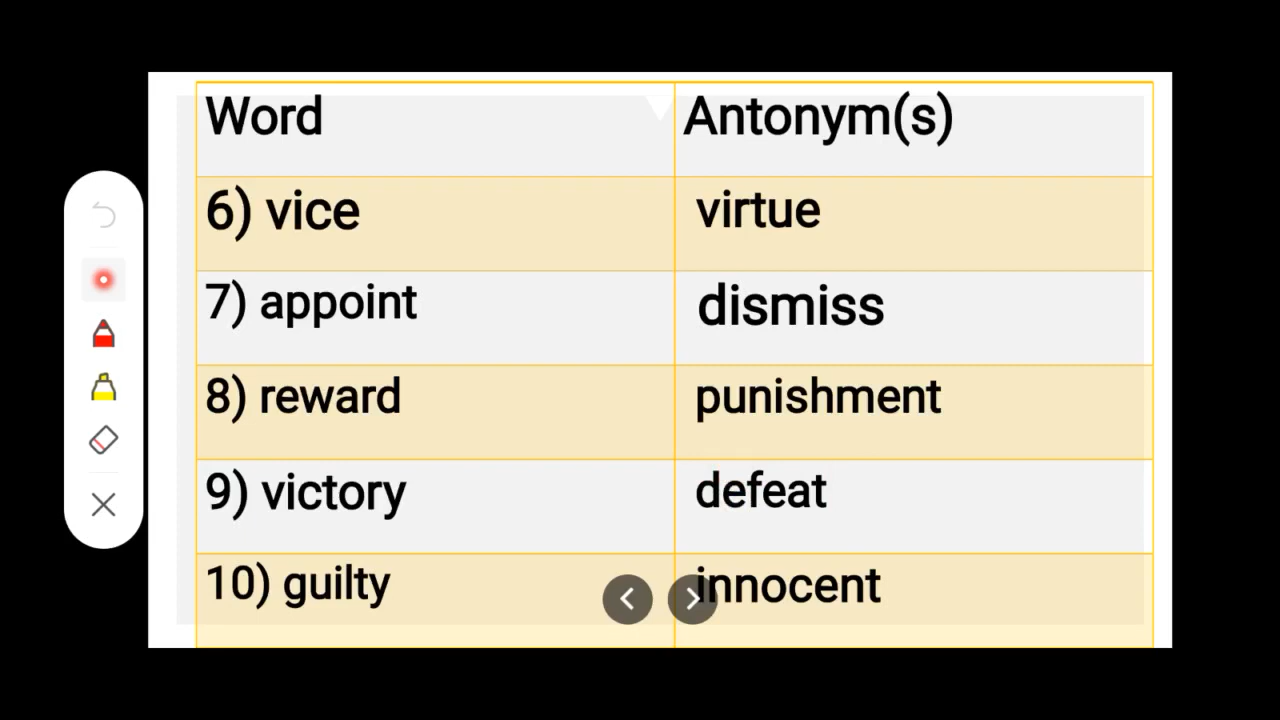 Word Antonym(s)
6) vice virtue
7) appoint dismiss
8) reward punishment
9) victory defeat
10) guilty innocent